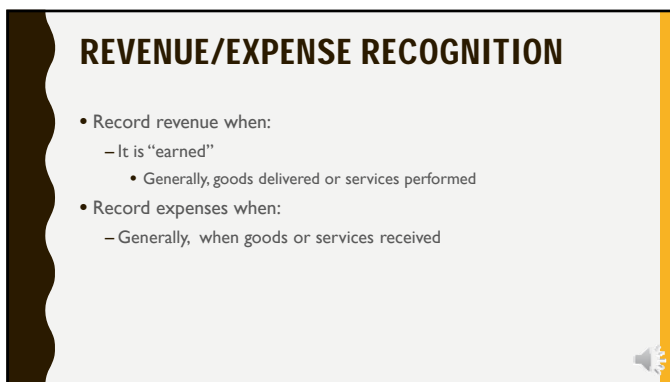 REVENUE/EXPENSE RECOGNITION
• Record revenue when:
– It is “earned”
• Generally, goods delivered or services performed
• Record expenses when:
– Generally, when goods or services received